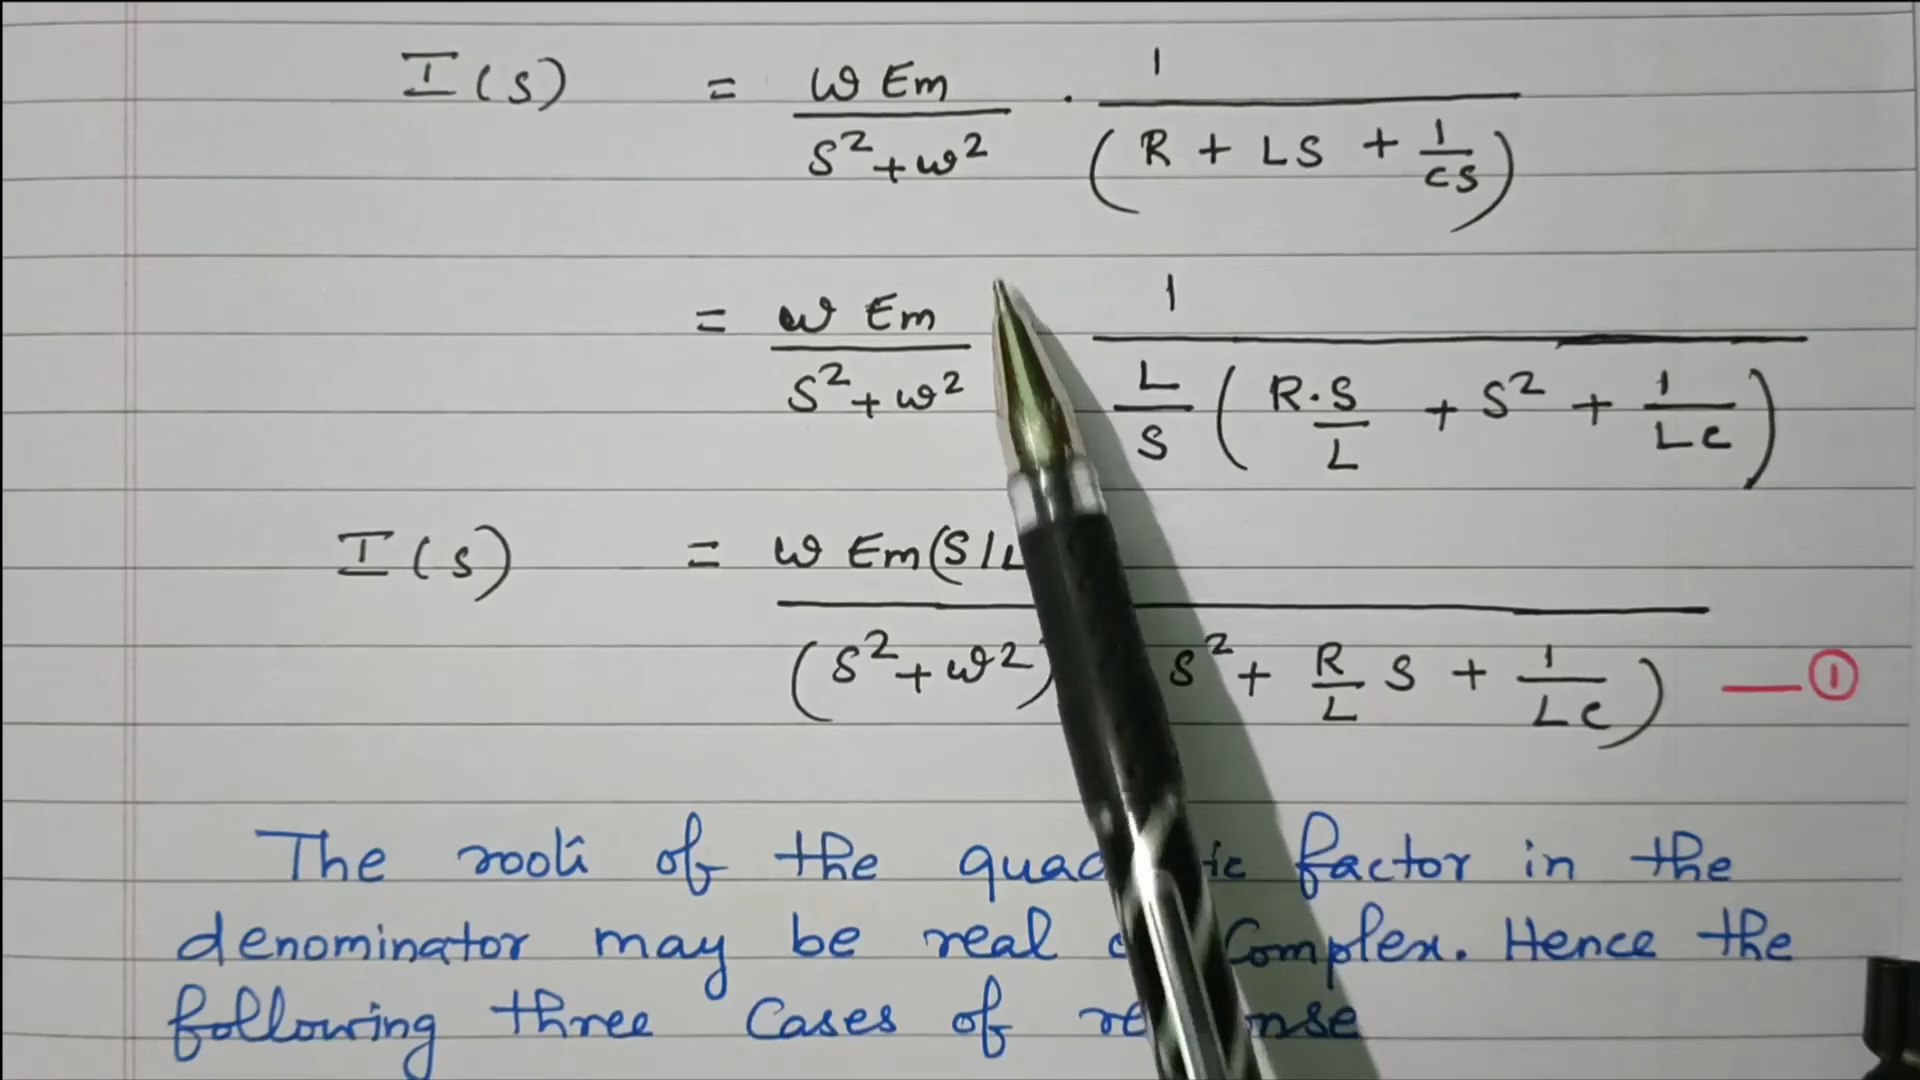 I(s) = ω Em / (S² + ω²) · 1 / (R + LS + 1/CS)
= ω Em / (S² + ω²) 1 / (L/S (R·S/L + S² + 1/LC))
I(s) = ω Em (S/L / (S² + ω²) S² + R/L S + 1/LC) — ①
The roots of the factor in the
denominator may be real Complex. Hence the
following three Cases of